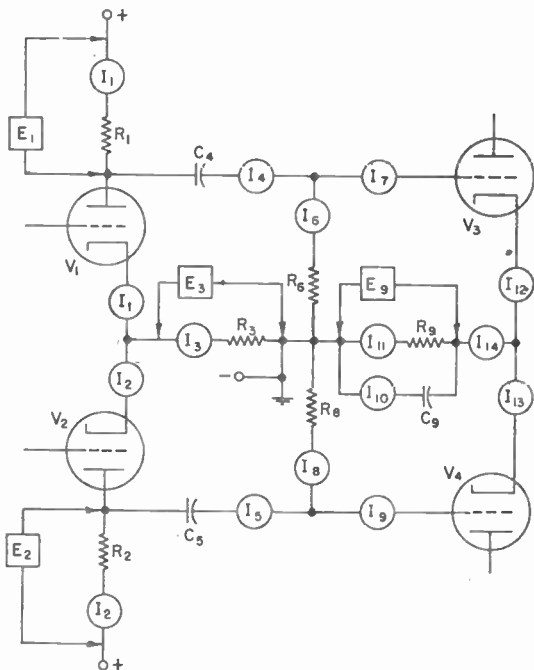 +
I1
E1
R1
C4
I4
I7
V3
I6
V1
R6
I12
I1
E3
E9
I3
R3
I11
R9
I14
−
I2
R8
I10
C9
I13
V2
I8
V4
C5
I5
I9
E2
R2
I2
+